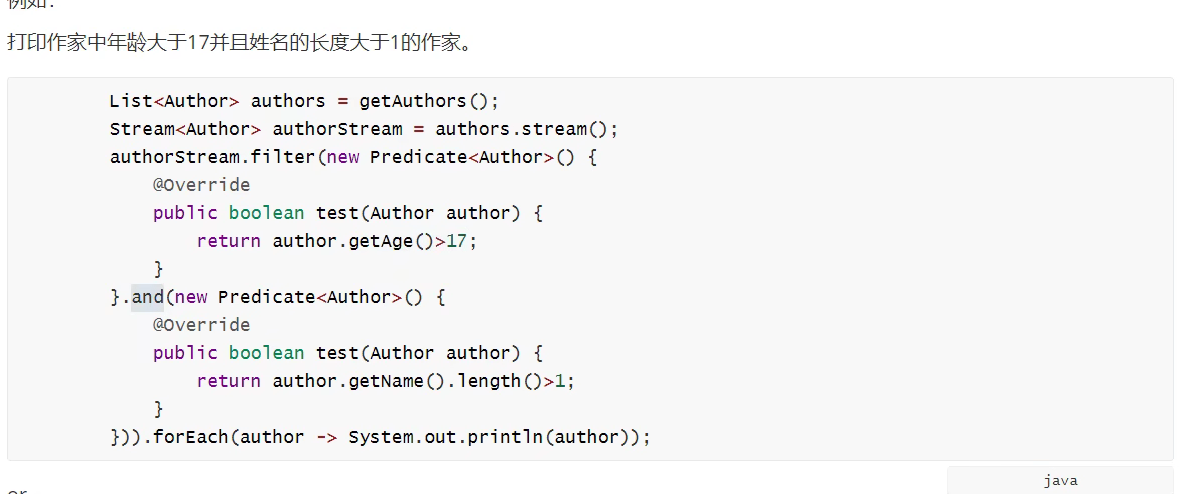 例如：
打印作家中年龄大于17并且姓名的长度大于1的作家。
List<Author> authors = getAuthors();
Stream<Author> authorStream = authors.stream();
authorStream.filter(new Predicate<Author>() {
@Override
public boolean test(Author author) {
return author.getAge()>17;
}
}.and(new Predicate<Author>() {
@Override
public boolean test(Author author) {
return author.getName().length()>1;
}
})).forEach(author -> System.out.println(author));
java
or